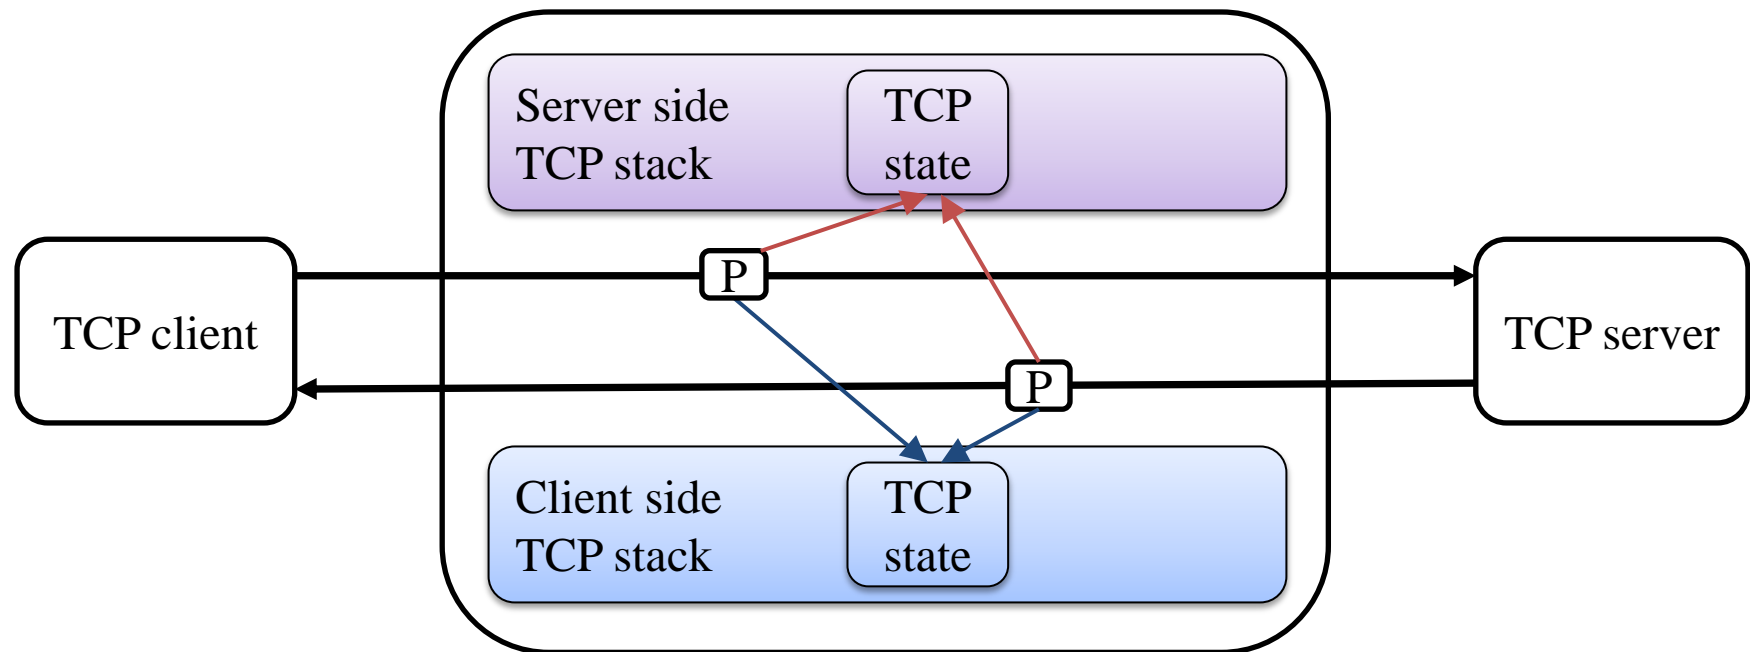 Server side
TCP stack
TCP
state
P
TCP client
TCP server
P
Client side
TCP stack
TCP
state